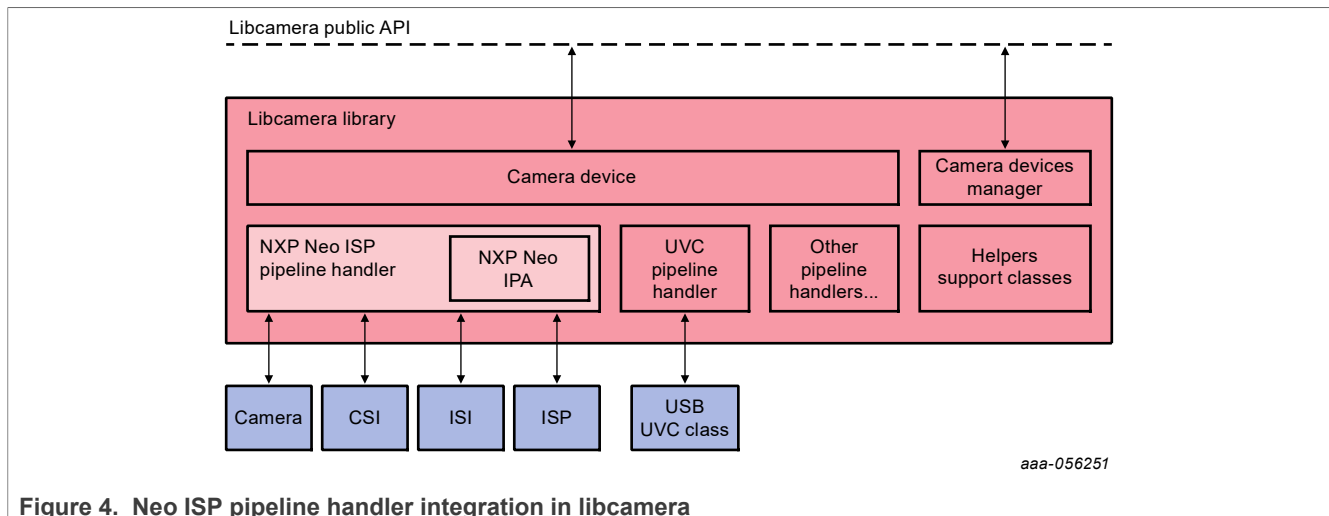 Libcamera public API
Libcamera library
Camera device
Camera devices
manager
NXP Neo ISP
pipeline handler
NXP Neo
IPA
UVC
pipeline
handler
Other
pipeline
handlers...
Helpers
support classes
Camera
CSI
ISI
ISP
USB
UVC class
aaa-056251
Figure 4. Neo ISP pipeline handler integration in libcamera